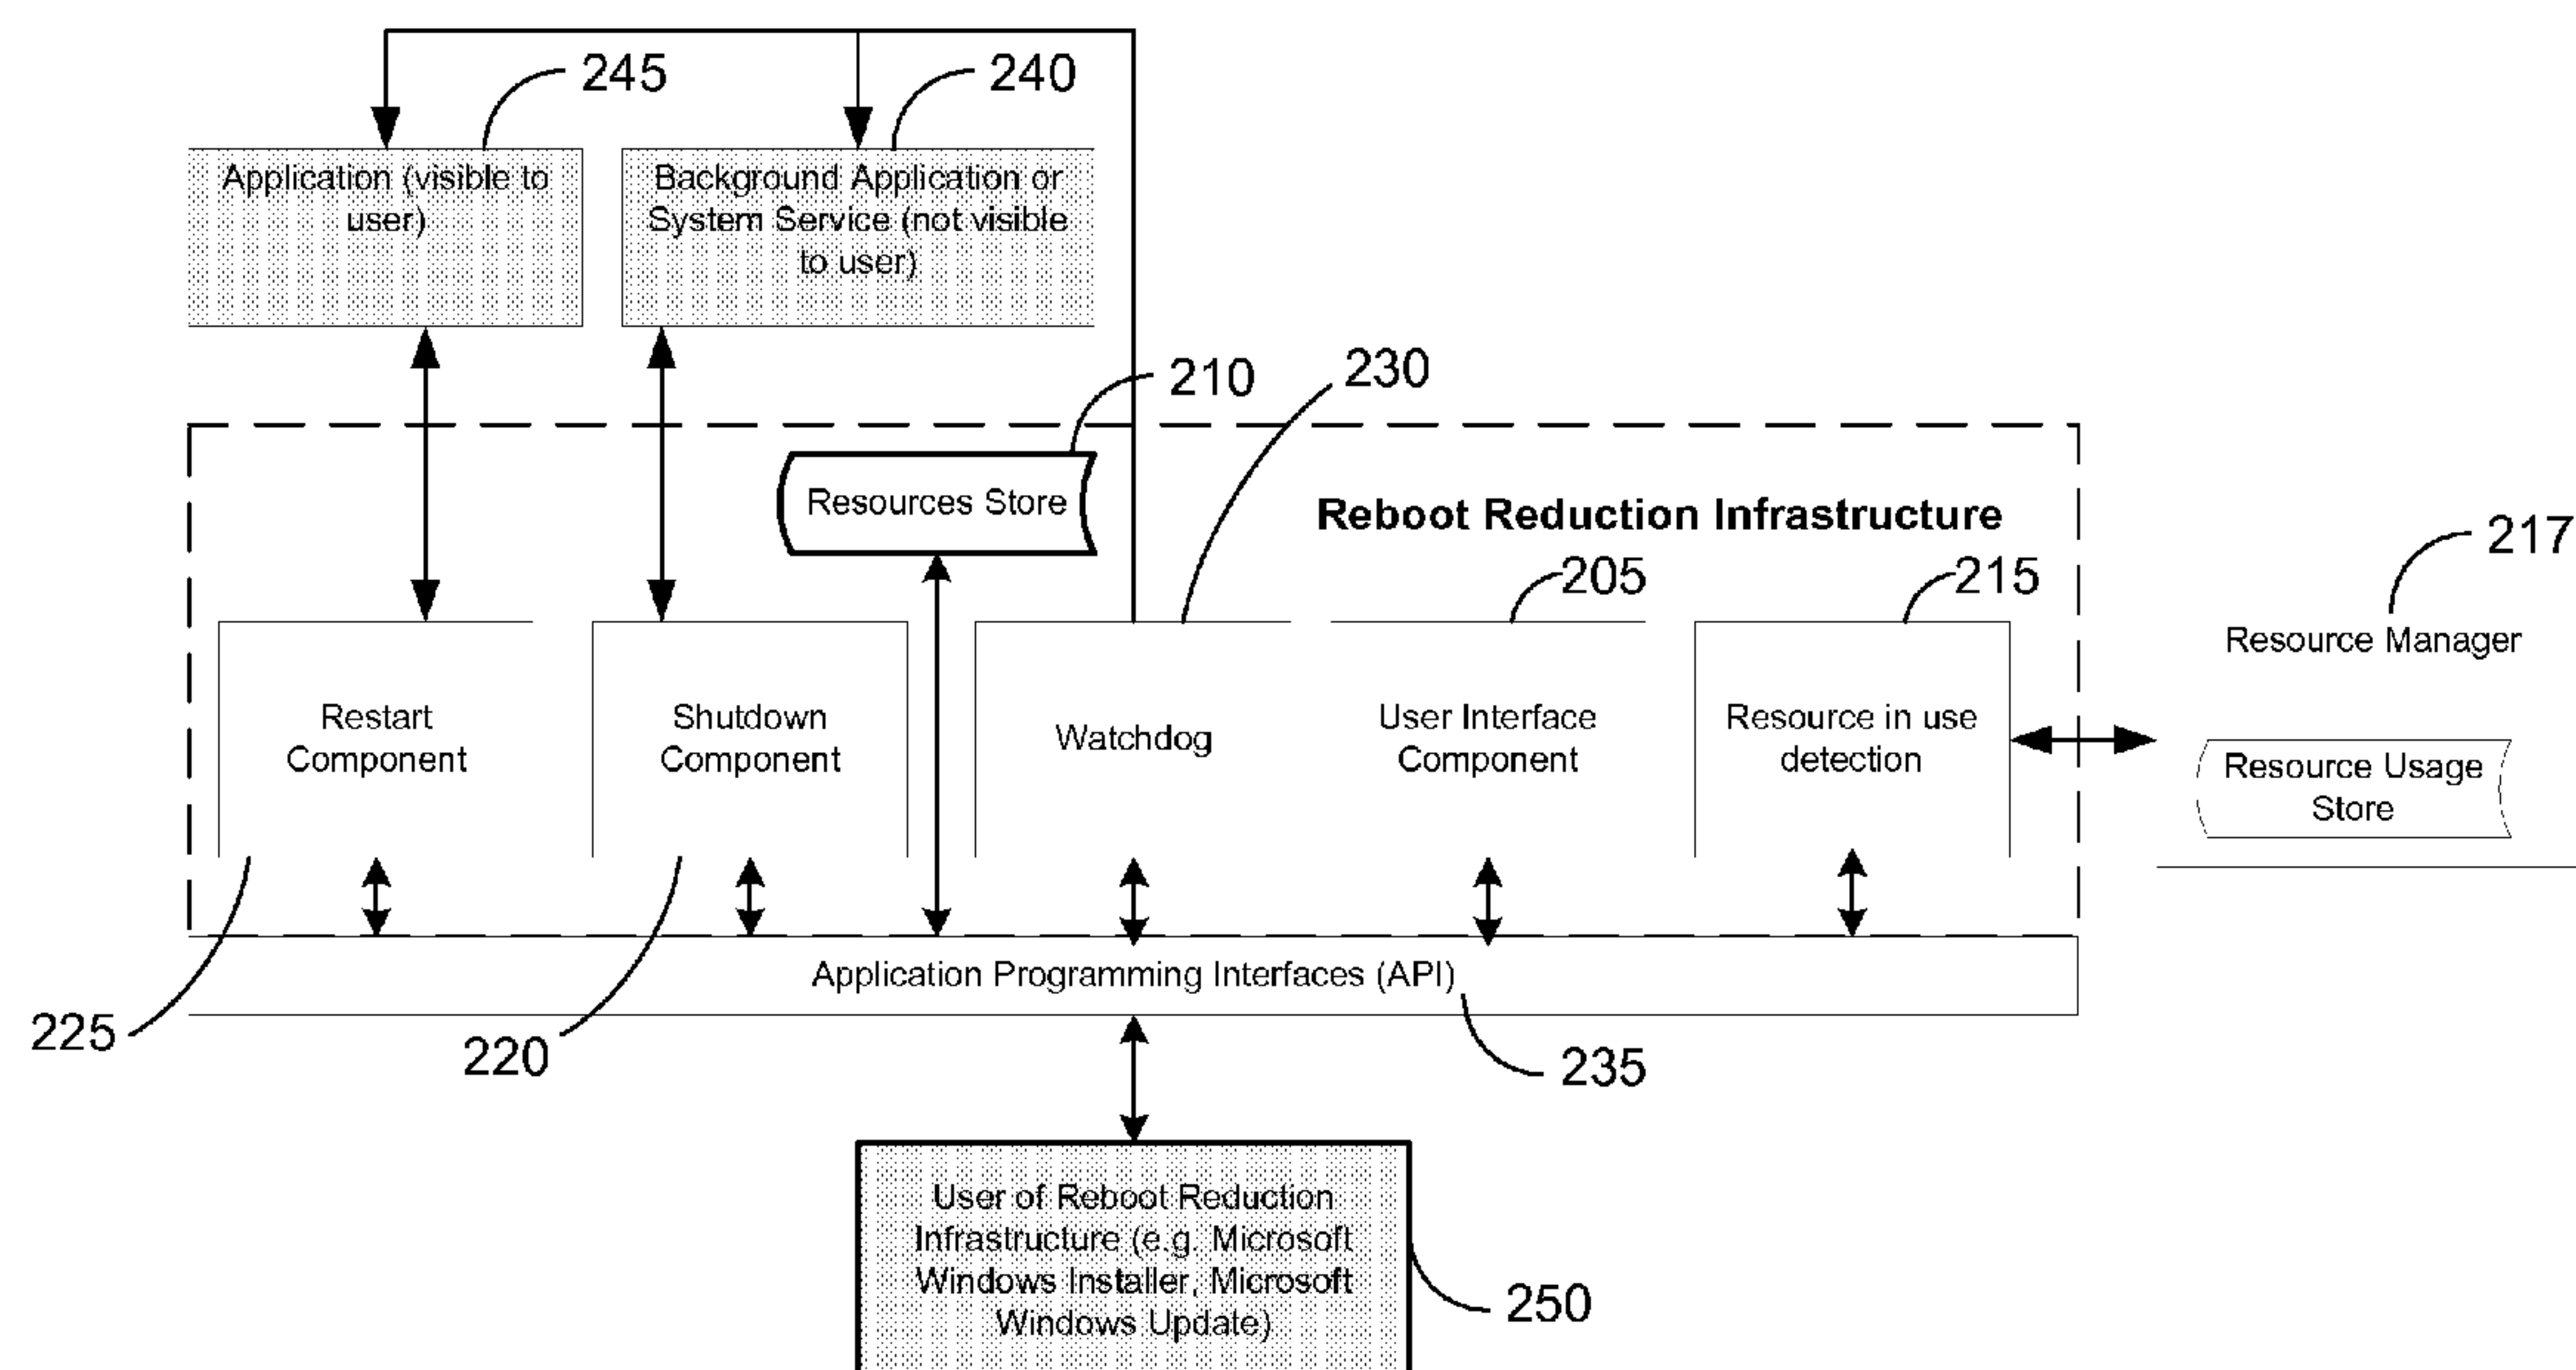 245
240
Application (visible to
user)
Background Application or
System Service (not visible
to user)
210
230
Resources Store
Reboot Reduction Infrastructure
217
205
215
Resource Manager
Restart
Component
Shutdown
Component
Watchdog
User Interface
Component
Resource in use
detection
Resource Usage
Store
Application Programming Interfaces (API)
225
220
235
User of Reboot Reduction
Infrastructure (e.g. Microsoft
Windows Installer, Microsoft
Windows Update)
250